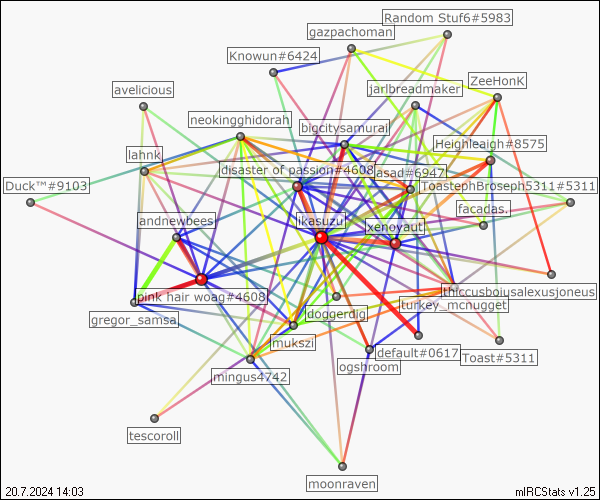 Random Stuf6#5983
gazpachoman
Knowun#6424
ZeeHonK
avelicious
jarlbreadmaker
neokingghidorah
bigcitysamurai
Heighleaigh#8575
lahnk
disaster of passion#4608
asad#6947
Duck™#9103
ToastephBroseph5311#5311
facadas.
andrewbees
ikasuzu
xenoyaut
thiccusboiusalexusjoneus
pink hair woag#4608
turkey_mcnugget
gregor_samsa
doggerdig
mukszi
default#0617
Toast#5311
ogshroom
mingus4742
tescoroll
moonraven
20.7.2024 14:03
mIRCStats v1.25